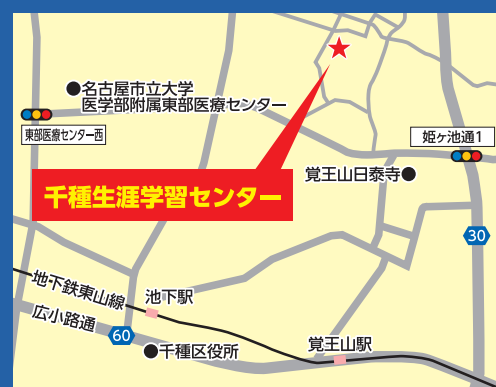 名古屋市立大学
医学部附属東部医療センター
東部医療センター西
姫ヶ池通1
覚王山日泰寺
千種生涯学習センター
30
地下鉄東山線
池下駅
広小路通
60
千種区役所
覚王山駅